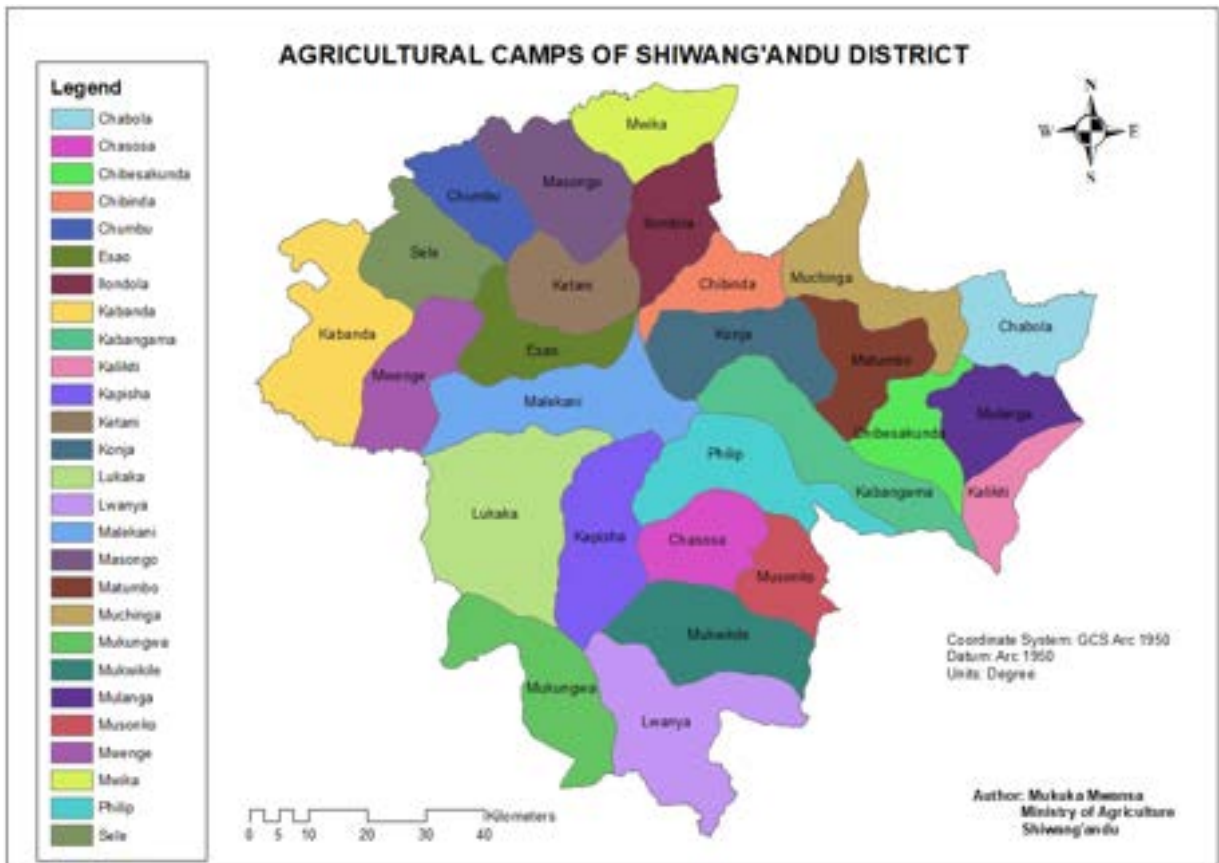 AGRICULTURAL CAMPS OF SHIWANG'ANDU DISTRICT
Legend
Chabola
Chasosa
Chibesakunda
Chibinda
Chumbu
Esao
Ilondola
Kabanda
Kabangama
Kalikiti
Kapisha
Ketani
Konja
Lukaka
Lwanya
Malekani
Masongo
Matumbo
Muchinga
Mukungwa
Mukwikile
Mulanga
Musonko
Mwenge
Mwika
Philip
Sele
N
W E
S
Mwika
Masongo
Chumbu
Ilondola
Sele
Ketani
Chibinda
Muchinga
Chabola
Kabanda
Konja
Esao
Matumbo
Mwenge
Malekani
Mulanga
Chibesakunda
Philip
Kabangama
Kalikiti
Lukaka
Kapisha
Chasosa
Musonko
Mukwikile
Mukungwa
Lwanya
Coordinate System: GCS Arc 1950
Datum: Arc 1950
Units: Degree
Kilometers
0 5 10 20 30 40
Author: Mukuka Mwansa
Ministry of Agriculture
Shiwang'andu